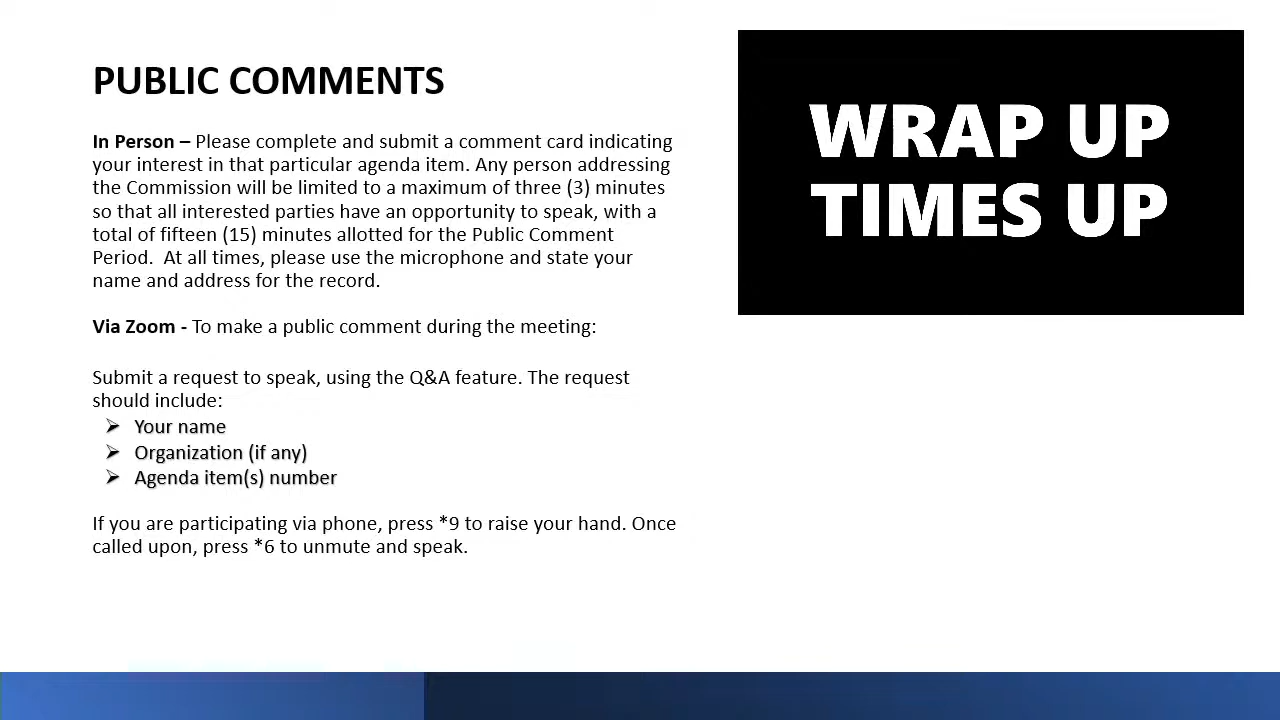 PUBLIC COMMENTS
In Person – Please complete and submit a comment card indicating
your interest in that particular agenda item. Any person addressing
the Commission will be limited to a maximum of three (3) minutes
so that all interested parties have an opportunity to speak, with a
total of fifteen (15) minutes allotted for the Public Comment
Period.  At all times, please use the microphone and state your
name and address for the record.
Via Zoom - To make a public comment during the meeting:
Submit a request to speak, using the Q&A feature. The request
should include:
➢ Your name
➢ Organization (if any)
➢ Agenda item(s) number
If you are participating via phone, press *9 to raise your hand. Once
called upon, press *6 to unmute and speak.
WRAP UP
TIMES UP